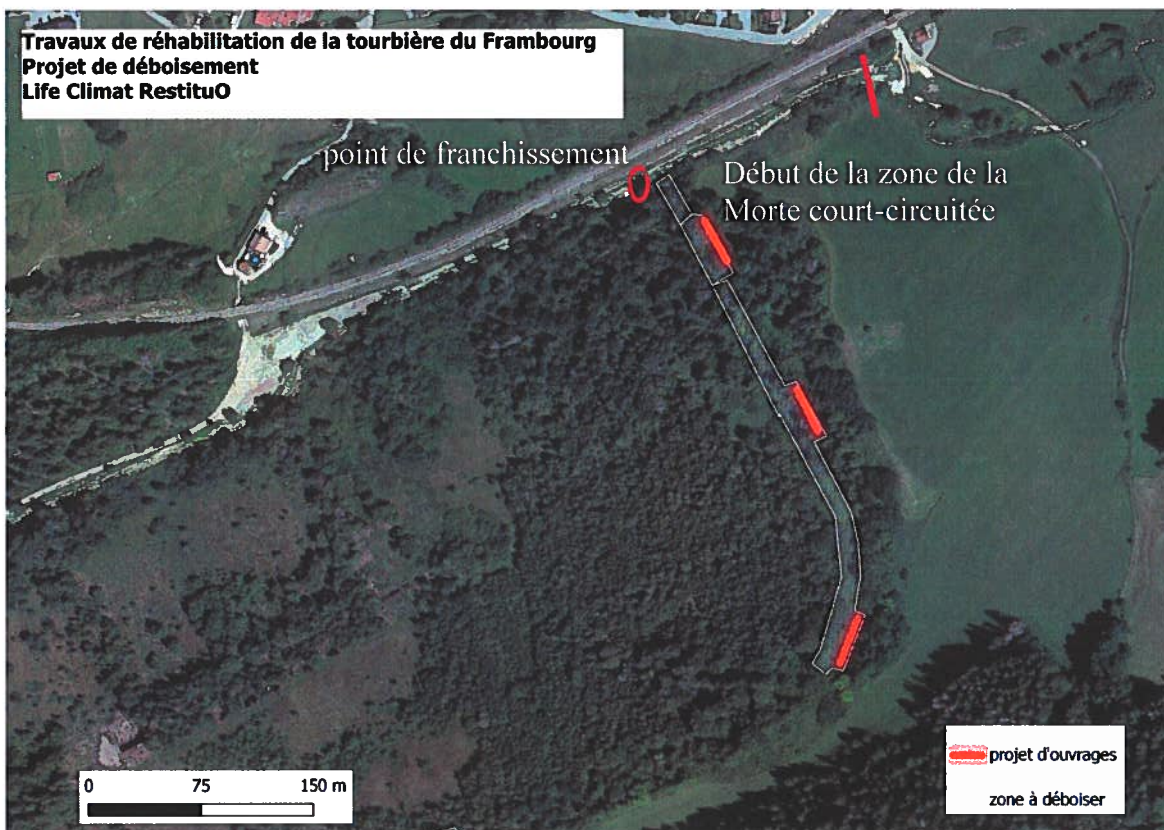 Travaux de réhabilitation de la tourbière du Frambourg
Projet de déboisement
Life Climat RestituO
point de franchissement
Début de la zone de la
Morte court-circuitée
projet d'ouvrages
zone à déboiser
0 75 150 m